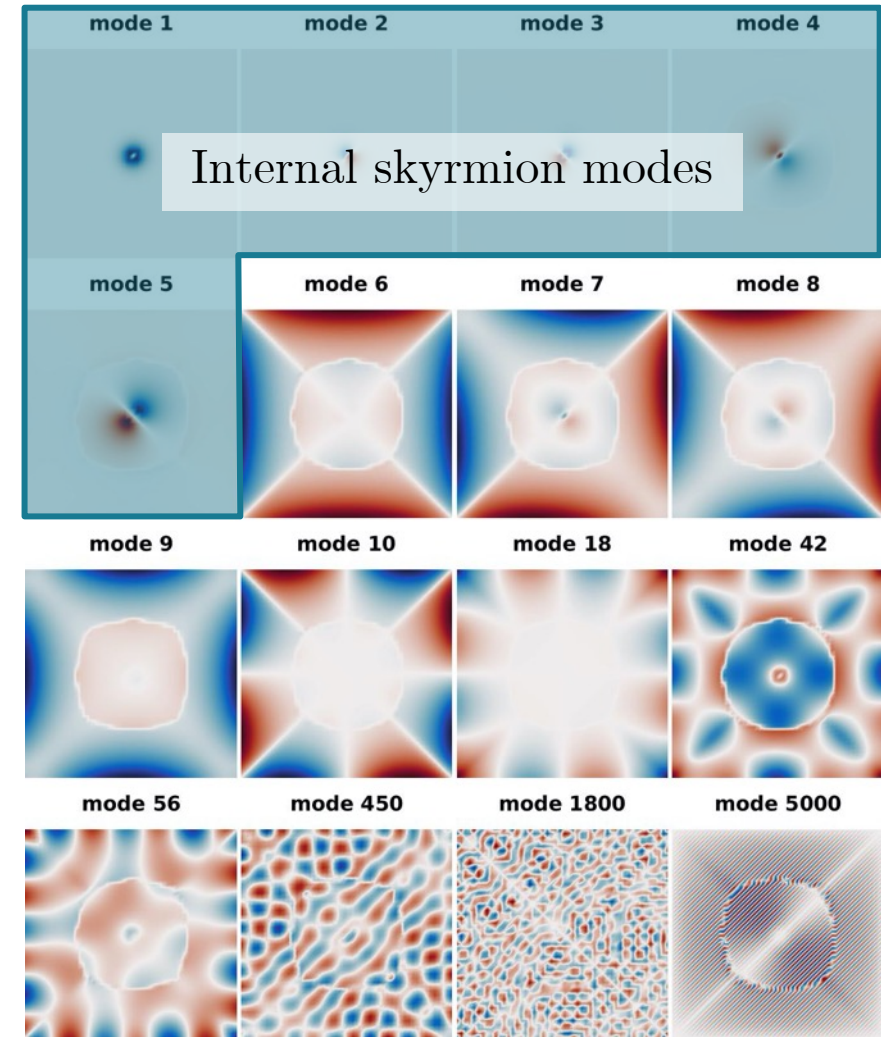 mode 1 mode 2 mode 3 mode 4
Internal skyrmion modes
mode 5 mode 6 mode 7 mode 8
mode 9 mode 10 mode 18 mode 42
mode 56 mode 450 mode 1800 mode 5000